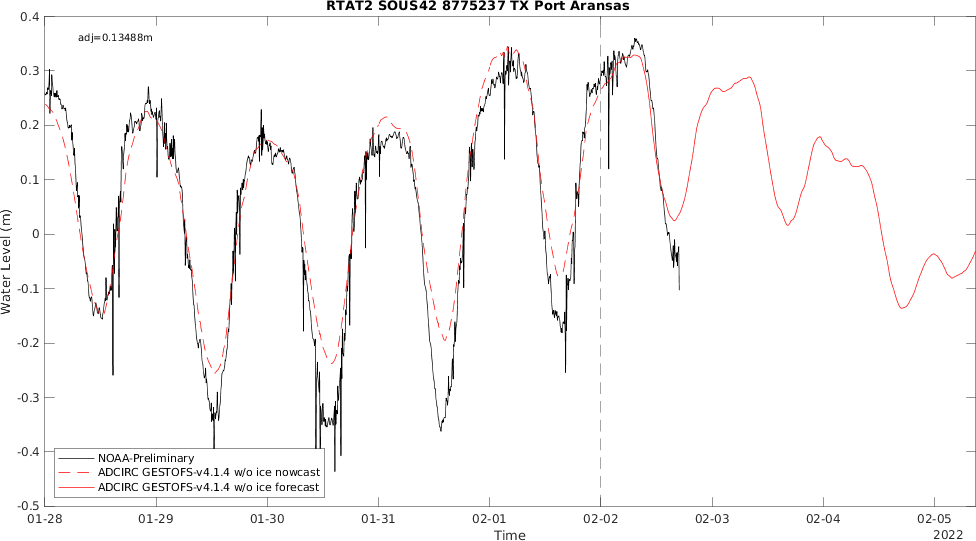 RTAT2 SOUS42 8775237 TX Port Aransas
adj=0.13488m
0.4
0.3
0.2
0.1
0
-0.1
-0.2
-0.3
-0.4
-0.5
Water Level (m)
NOAA-Preliminary
ADCIRC GESTOFS-v4.1.4 w/o ice nowcast
ADCIRC GESTOFS-v4.1.4 w/o ice forecast
01-28 01-29 01-30 01-31 02-01 02-02 02-03 02-04 02-05
Time
2022